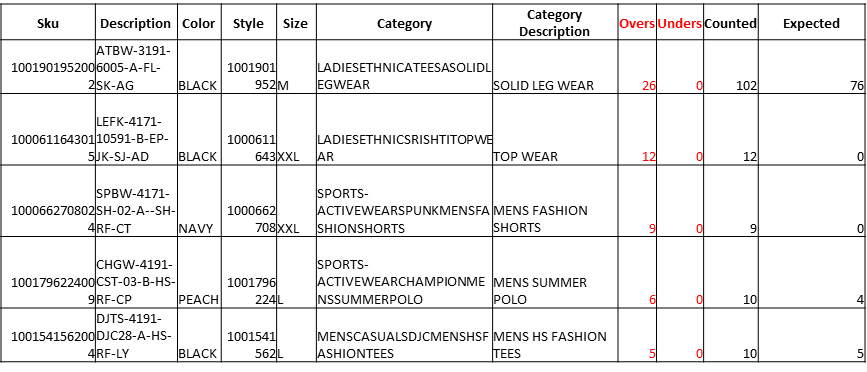 Sku Description Color Style Size Category Category Description Overs Unders Counted Expected
1001901952002 ATBW-3191-6005-A-FL-SK-AG BLACK 1001901952 M LADIESETHNICATEESASOLIDLEGWEAR SOLID LEG WEAR 26 0 102 76
1000611643015 LEFK-4171-10591-B-EP-JK-SJ-AD BLACK 1000611643 XXL LADIESETHNICSRISHTITOPWEAR TOP WEAR 12 0 12 0
1000662708024 SPBW-4171-SH-02-A--SH-RF-CT NAVY 1000662708 XXL SPORTS-ACTIVEWEARSPUNKMENSFASHIONSHORTS MENS FASHION SHORTS 9 0 9 0
1001796224009 CHGW-4191-CST-03-B-HS-RF-CP PEACH 1001796224 L SPORTS-ACTIVEWEARCHAMPIONMENSSUMMERPOLO MENS SUMMER POLO 6 0 10 4
1001541562004 DJTS-4191-DJC28-A-HS-RF-LY BLACK 1001541562 L MENSCASUALSDJCMENSHSFASHIONTEES MENS HS FASHION TEES 5 0 10 5